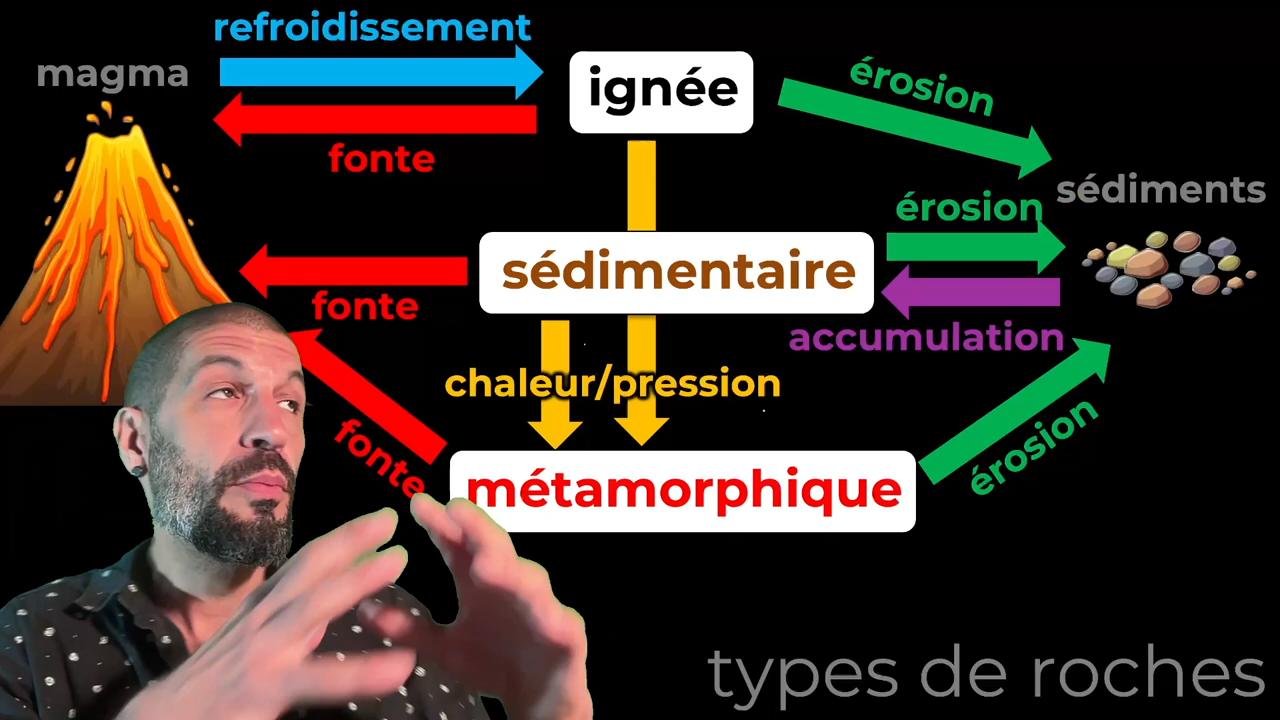 refroidissement
magma
ignée
érosion
fonte
sédiments
érosion
sédimentaire
fonte
accumulation
chaleur/pression
fonte
érosion
métamorphique
types de roches